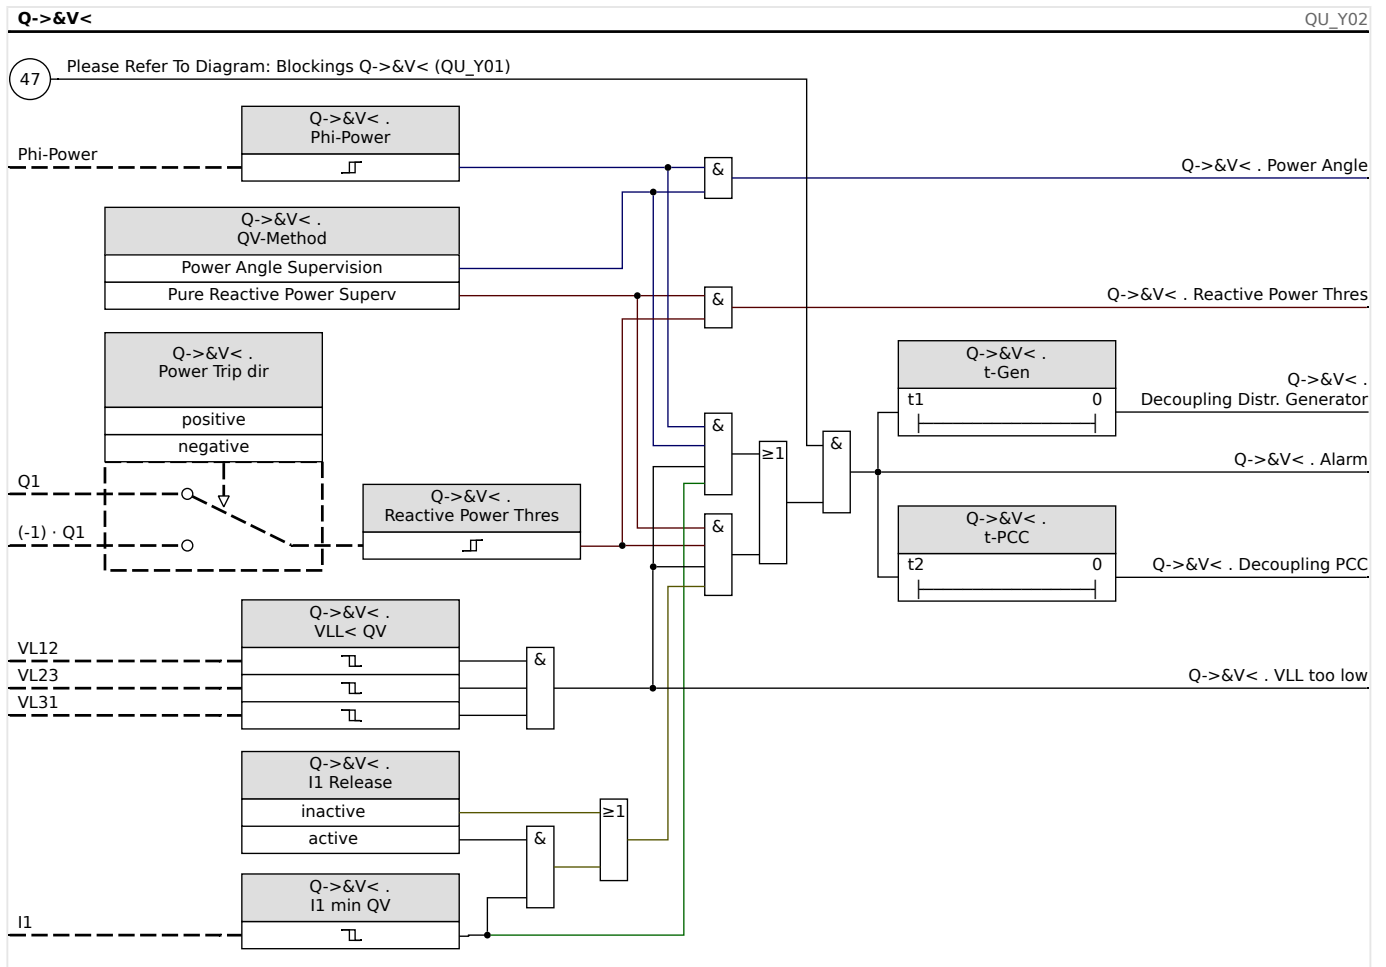 Q->&V<
QU_Y02
47
Please Refer To Diagram: Blockings Q->&V< (QU_Y01)
Q->&V< .
Phi-Power
Phi-Power
&
Q->&V< . Power Angle
Q->&V< .
QV-Method
Power Angle Supervision
Pure Reactive Power Superv
&
Q->&V< . Reactive Power Thres
Q->&V< .
Power Trip dir
positive
negative
Q1
(-1) · Q1
Q->&V< .
Reactive Power Thres
&
&
≥1
&
Q->&V< .
t-Gen
t1
0
Q->&V< .
Decoupling Distr. Generator
Q->&V< . Alarm
Q->&V< .
t-PCC
t2
0
Q->&V< . Decoupling PCC
Q->&V< .
VLL< QV
VL12
VL23
VL31
&
Q->&V< . VLL too low
Q->&V< .
I1 Release
inactive
active
&
≥1
Q->&V< .
I1 min QV
I1